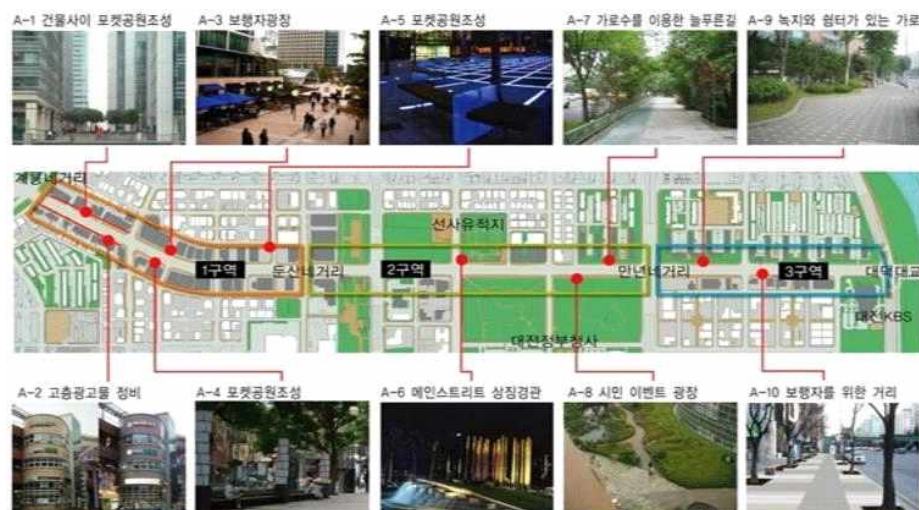 A-1 건물사이 포켓공원조성
A-3 보행자광장
A-5 포켓공원조성
A-7 가로수를 이용한 늘푸른길
A-9 녹지와 쉼터가 있는 가로
계룡네거리
선사유적지
1구역
둔산네거리
2구역
만년네거리
3구역
대덕대교
대전KBS
대전정부청사
A-2 고층광고물 정비
A-4 포켓공원조성
A-6 메인스트리트 상징경관
A-8 시민 이벤트 광장
A-10 보행자를 위한 거리